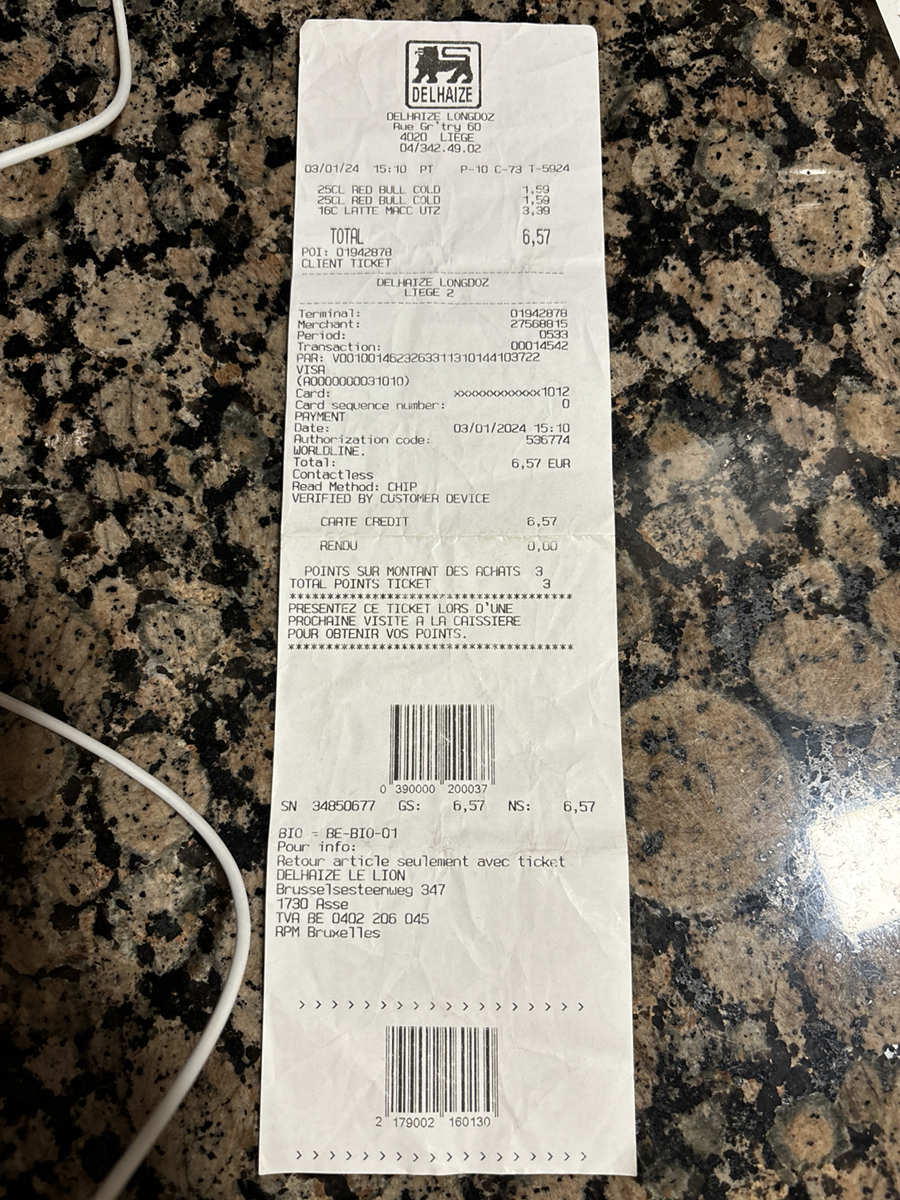 DELHAIZE
DELHAIZE LONGDOZ
Rue Gr'try 60
4020 LIEGE
04/342.49.02
03/01/24 15:10 PT P-10 C-73 T-5924
25CL RED BULL COLD 1,59
25CL RED BULL COLD 1,59
16C LATTE MACC UTZ 3,39
TOTAL 6,57
POI: 01942878
CLIENT TICKET
DELHAIZE LONGDOZ
LIEGE 2
Terminal: 01942878
Merchant: 27568815
Period: 0533
Transaction: 00014542
PAR: V0010014623263311310144103722
VISA
(A0000000031010)
Card: xxxxxxxxxxxx1012
Card sequence number: 0
PAYMENT
Date: 03/01/2024 15:10
Authorization code: 536774
WORLDLINE.
Total: 6,57 EUR
Contactless
Read Method: CHIP
VERIFIED BY CUSTOMER DEVICE
CARTE CREDIT 6,57
RENDU 0,00
POINTS SUR MONTANT DES ACHATS 3
TOTAL POINTS TICKET 3
********************************************
PRESENTEZ CE TICKET LORS D'UNE
PROCHAINE VISITE A LA CAISSIERE
POUR OBTENIR VOS POINTS.
********************************************
0 390000 200037
SN 34850677 GS: 6,57 NS: 6,57
BIO = BE-BIO-01
Pour info:
Retour article seulement avec ticket
DELHAIZE LE LION
Brusselsesteenweg 347
1730 Asse
TVA BE 0402 206 045
RPM Bruxelles
> > > > > > > > > > > > > > > > > >
2 179002 160130
> > > > > > > > > > > > > > > > > >